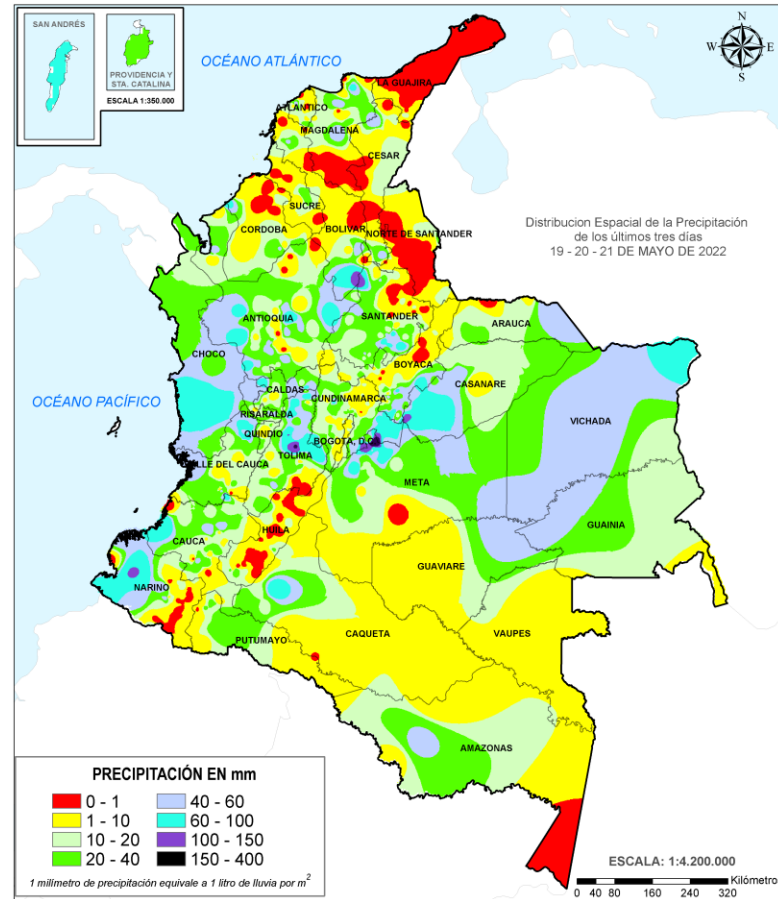 SAN ANDRÉS
PROVIDENCIA Y
STA. CATALINA
ESCALA 1:350.000
OCÉANO ATLÁNTICO
N
W
E
S
LA GUAJIRA
ATLANTICO
MAGDALENA
CESAR
SUCRE
CORDOBA
BOLIVAR
NORTE DE SANTANDER
Distribucion Espacial de la Precipitación
de los últimos tres días
19 - 20 - 21 DE MAYO DE 2022
ANTIOQUIA
SANTANDER
ARAUCA
CHOCO
BOYACA
CASANARE
OCÉANO PACÍFICO
CALDAS
CUNDINAMARCA
VICHADA
RISARALDA
QUINDIO
BOGOTA, D.C.
TOLIMA
VALLE DEL CAUCA
META
GUAINIA
HUILA
CAUCA
GUAVIARE
NARIÑO
PUTUMAYO
CAQUETA
VAUPES
AMAZONAS
PRECIPITACIÓN EN mm
0 - 1
40 - 60
1 - 10
60 - 100
10 - 20
100 - 150
20 - 40
150 - 400
1 milímetro de precipitación equivale a 1 litro de lluvia por m²
ESCALA: 1:4.200.000
Kilómetros
0 40 80 160 240 320